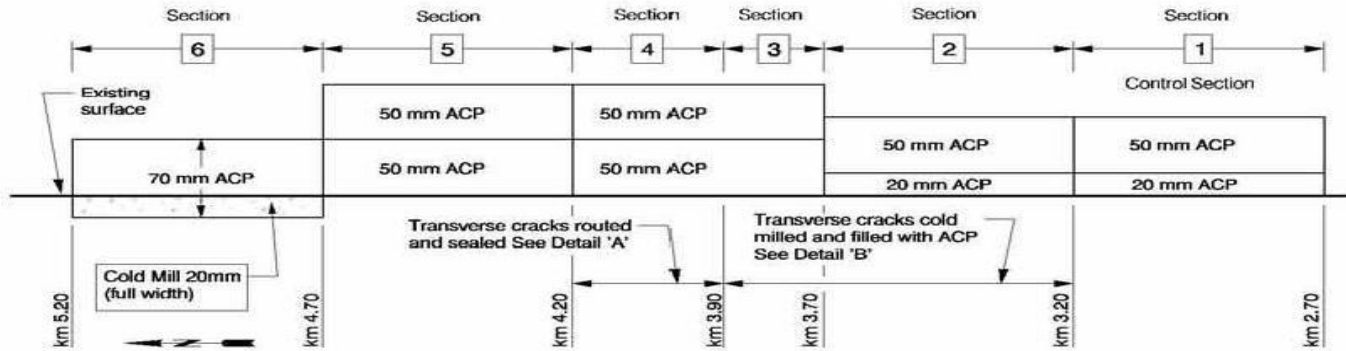 Section Section Section Section Section Section
6 5 4 3 2 1
Control Section
Existing
surface
50 mm ACP 50 mm ACP
50 mm ACP 50 mm ACP
70 mm ACP 50 mm ACP 50 mm ACP
20 mm ACP 20 mm ACP
Transverse cracks routed
and sealed See Detail 'A'
Transverse cracks cold
milled and filled with ACP
See Detail 'B'
Cold Mill 20mm
(full width)
km 5.20 km 4.70 km 4.20 km 3.90 km 3.70 km 3.20 km 2.70
N